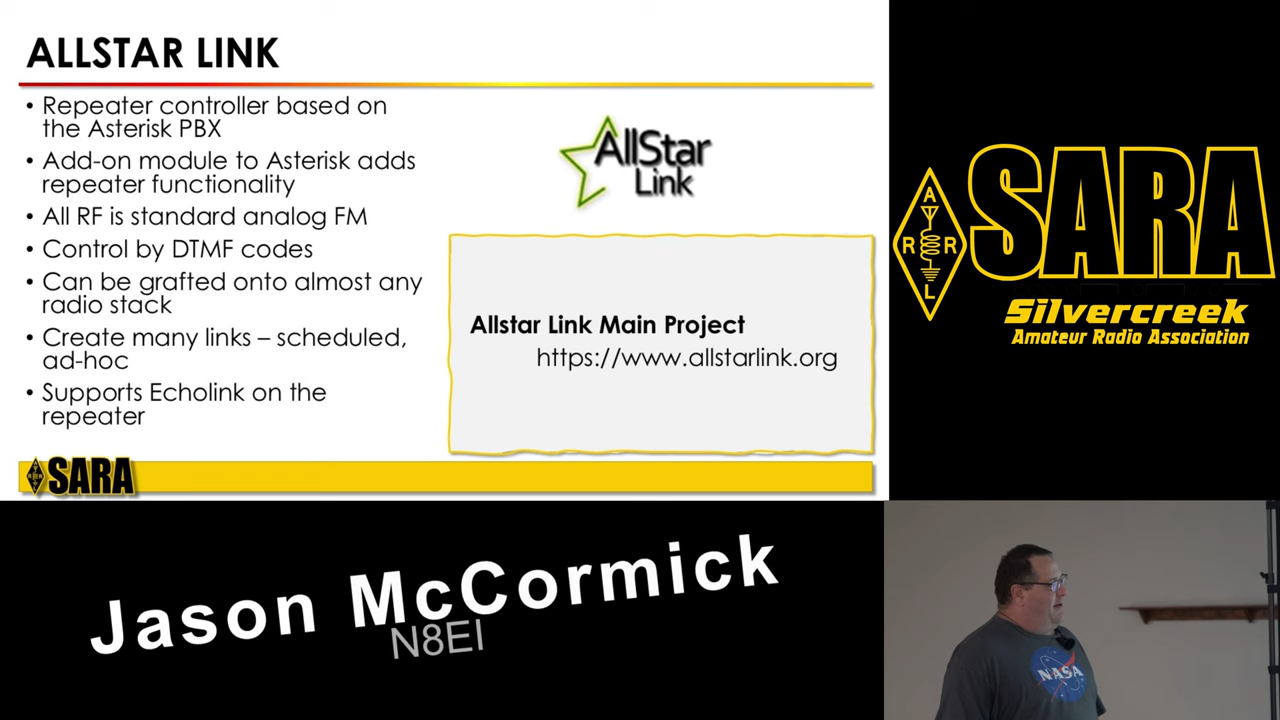 ALLSTAR LINK
• Repeater controller based on
the Asterisk PBX
• Add-on module to Asterisk adds
repeater functionality
• All RF is standard analog FM
• Control by DTMF codes
• Can be grafted onto almost any
radio stack
• Create many links – scheduled,
ad-hoc
• Supports Echolink on the
repeater
AllStar
Link
Allstar Link Main Project
https://www.allstarlink.org
SARA
A
R R
L
SARA
Silvercreek
Amateur Radio Association
Jason McCormick
N8EI
NASA